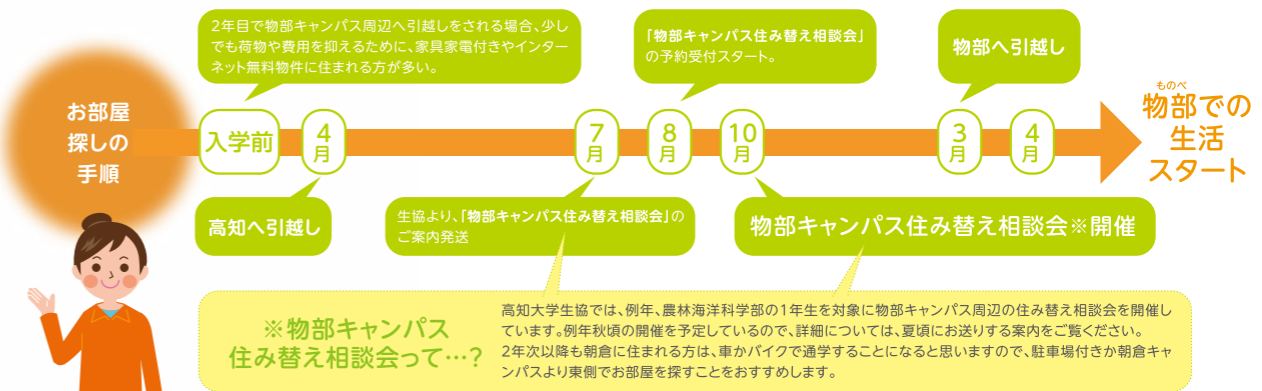 お部屋
探しの
手順
2年目で物部キャンパス周辺へ引越しをされる場合、少し
でも荷物や費用を抑えるために、家具家電付きやインター
ネット無料物件に住まれる方が多い。
「物部キャンパス住み替え相談会」
の予約受付スタート。
物部へ引越し
入学前
4
月
7
月
8
月
10
月
3
月
4
月
ものべ
物部での
生活
スタート
高知へ引越し
生協より、「物部キャンパス住み替え相談会」の
ご案内発送
物部キャンパス住み替え相談会※開催
※物部キャンパス
住み替え相談会って…?
高知大学生協では、例年、農林海洋科学部の1年生を対象に物部キャンパス周辺の住み替え相談会を開催し
ています。例年秋頃の開催を予定しているので、詳細については、夏頃にお送りする案内をご覧ください。
2年次以降も朝倉に住まれる方は、車かバイクで通学することになると思いますので、駐車場付きか朝倉キャ
ンパスより東側でお部屋を探すことをおすすめします。